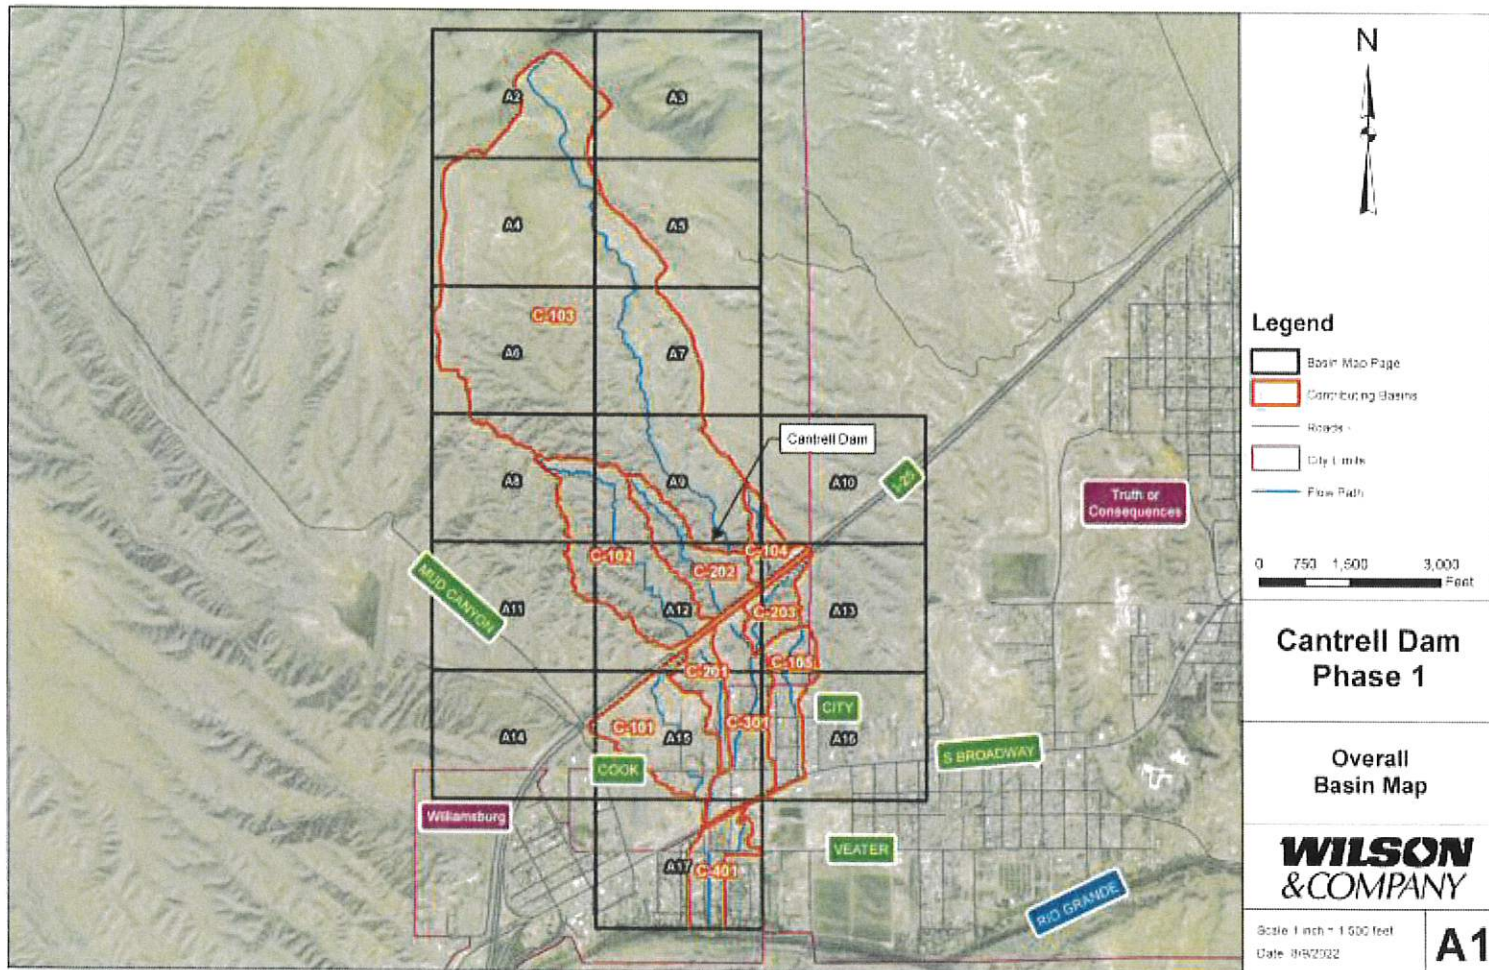 A2
A3
A4
A5
C-103
A6
A7
Cantrell Dam
A8
A9
A10
I-25
Truth or
Consequences
C-102
C-202
C-104
MUD CANYON
A11
A12
C-203
A13
C-201
C-105
CITY
A14
C-101
A15
C-301
A16
S BROADWAY
COOK
Williamsburg
VEATER
A17
C-401
RIO GRANDE
N
Legend
Basin Map Page
Contributing Basins
Roads
City Limits
Flow Path
0 750 1,500 3,000
Feet
Cantrell Dam
Phase 1
Overall
Basin Map
WILSON
&COMPANY
Scale 1 inch = 1,500 feet
Date: 8/9/2022
A1